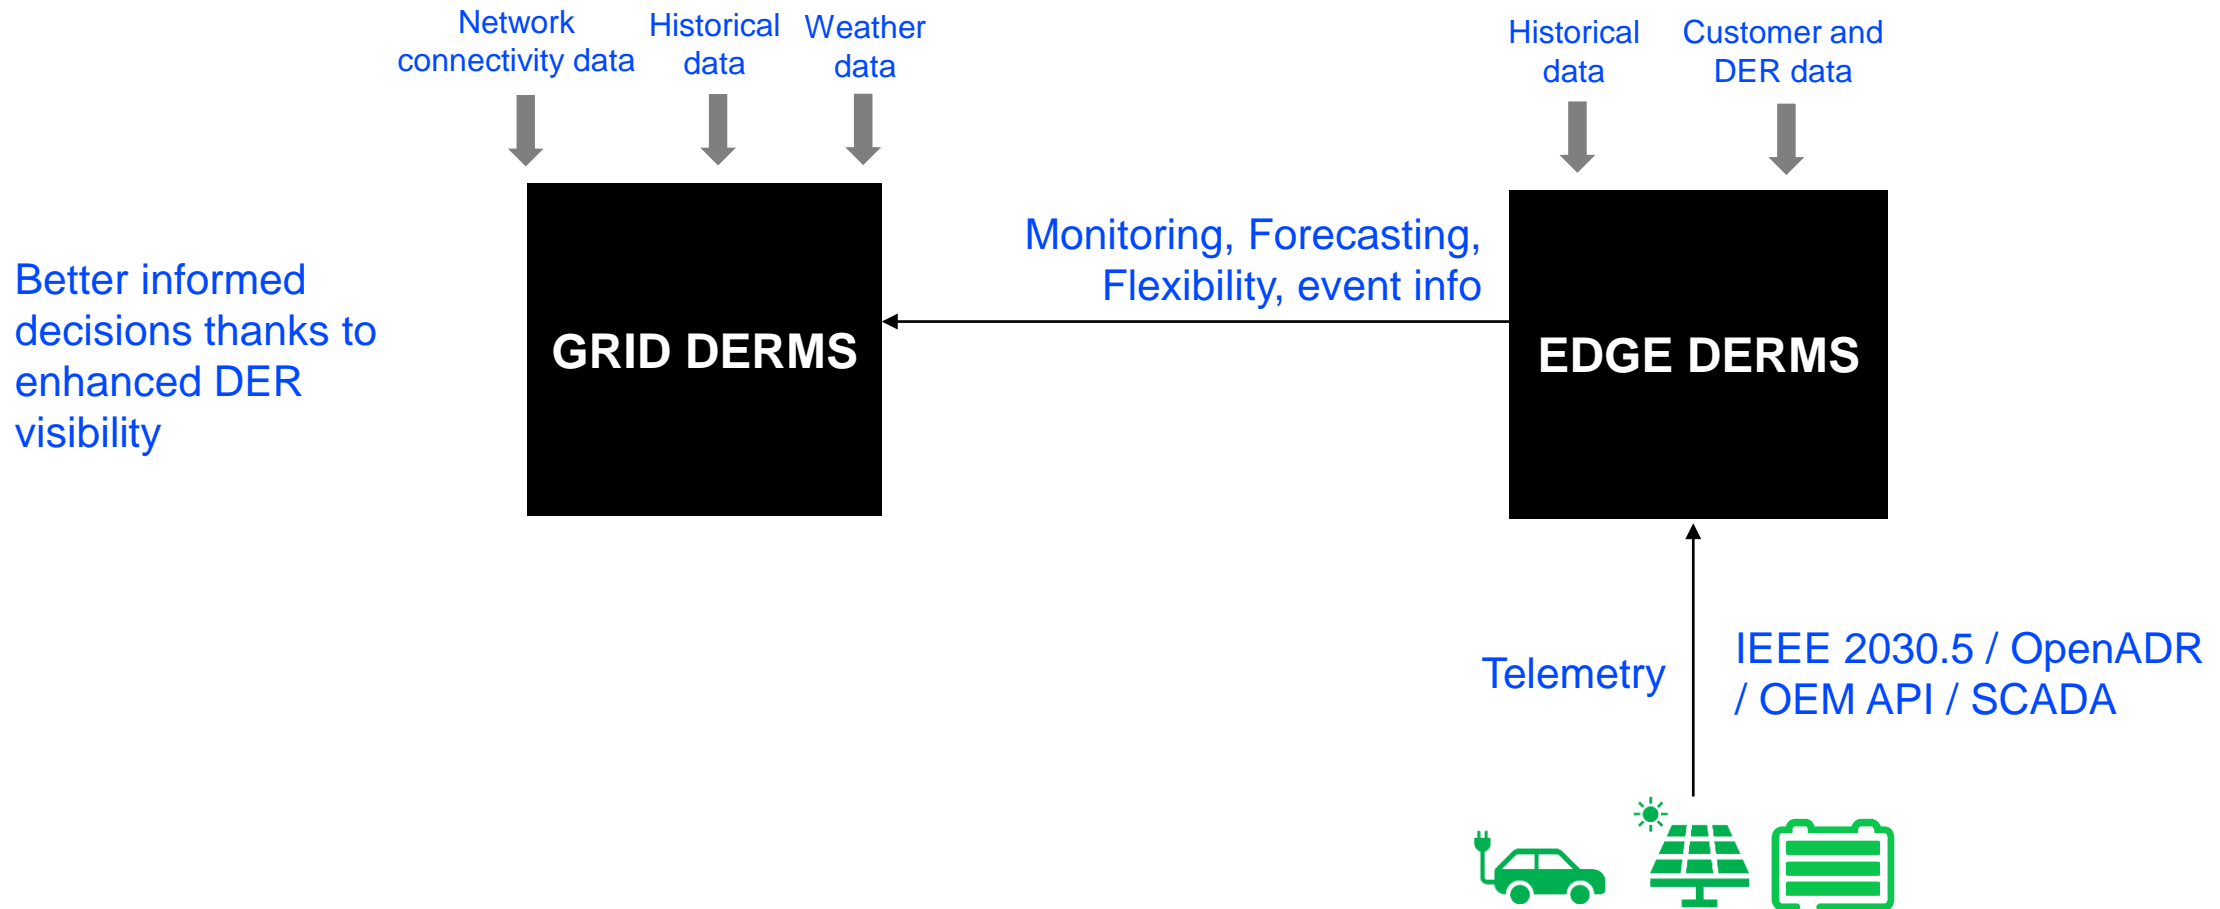 Network
connectivity data
Historical
data
Weather
data
Historical
data
Customer and
DER data
Better informed
decisions thanks to
enhanced DER
visibility
GRID DERMS
Monitoring, Forecasting,
Flexibility, event info
EDGE DERMS
Telemetry
IEEE 2030.5 / OpenADR
/ OEM API / SCADA